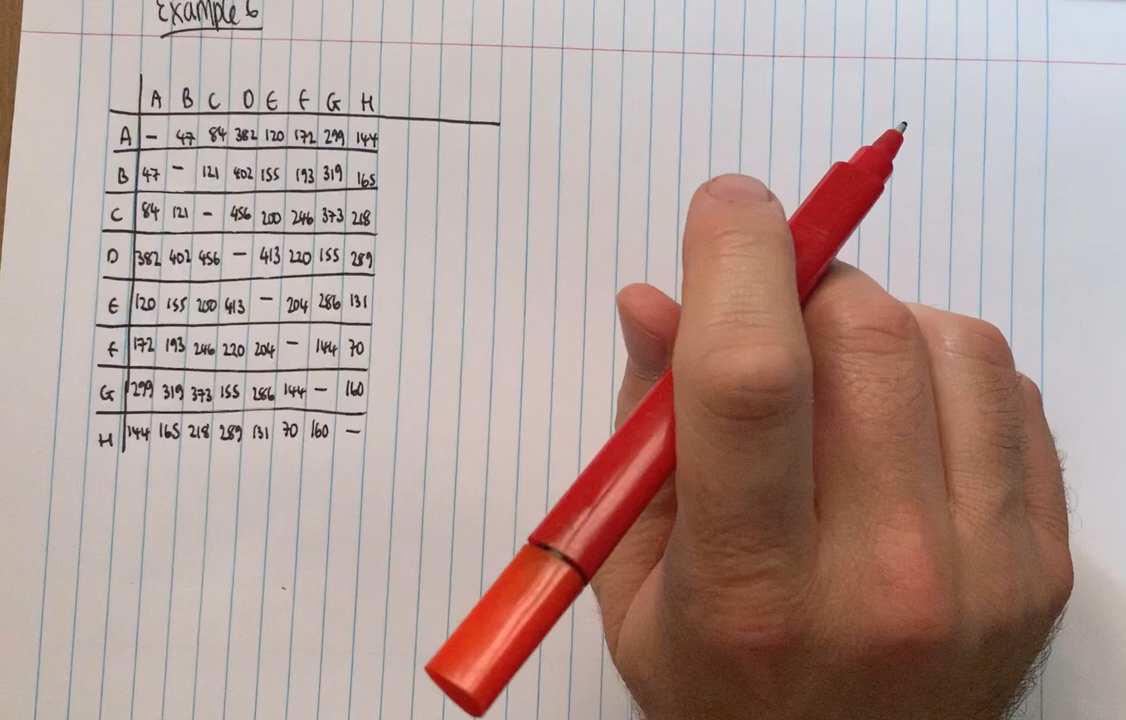 Example 6
A B C D E F G H
A - 47 84 382 120 172 299 144
B 47 - 121 402 155 193 319 165
C 84 121 - 456 200 246 373 218
D 382 402 456 - 413 220 155 289
E 120 155 200 413 - 204 286 131
F 172 193 246 220 204 - 144 70
G 299 319 373 155 286 144 - 160
H 144 165 218 289 131 70 160 -